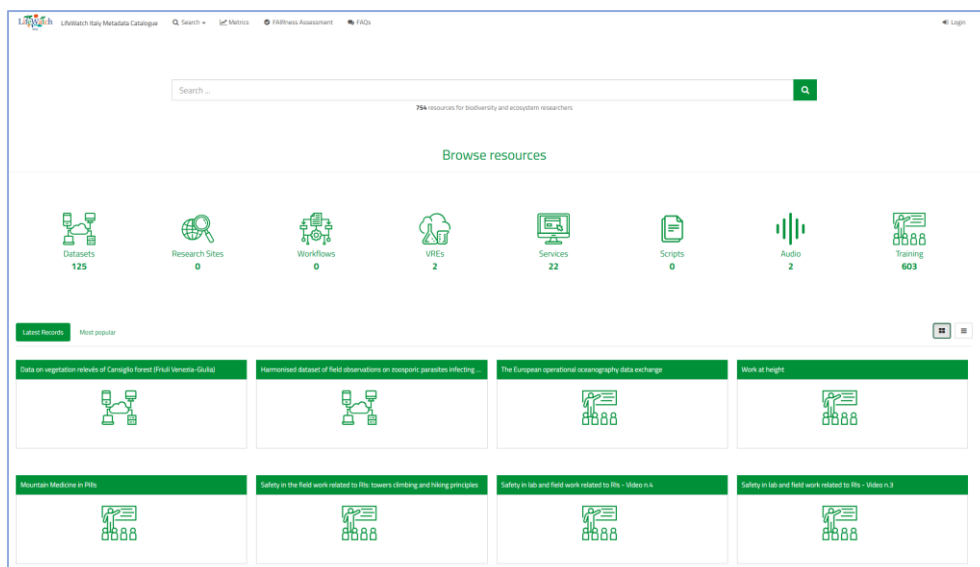 LifeWatch
LifeWatch Italy Metadata Catalogue
Search
Metrics
FAIRness Assessment
FAQs
Login
Search ...
754 resources for biodiversity and ecosystem researchers
Browse resources
Datasets
125
Research Sites
0
Workflows
0
VREs
2
Services
22
Scripts
0
Audio
2
Training
603
Latest Records
Most popular
Data on vegetation relevés of Cansiglio forest (Friuli Venezia-Giulia)
Harmonised dataset of field observations on zoosporic parasites infecting ...
The European operational oceanography data exchange
Work at height
Mountain Medicine in Pills
Safety in the field work related to RIs: towers climbing and hiking principles
Safety in lab and field work related to RIs - Video n.4
Safety in lab and field work related to RIs - Video n.3